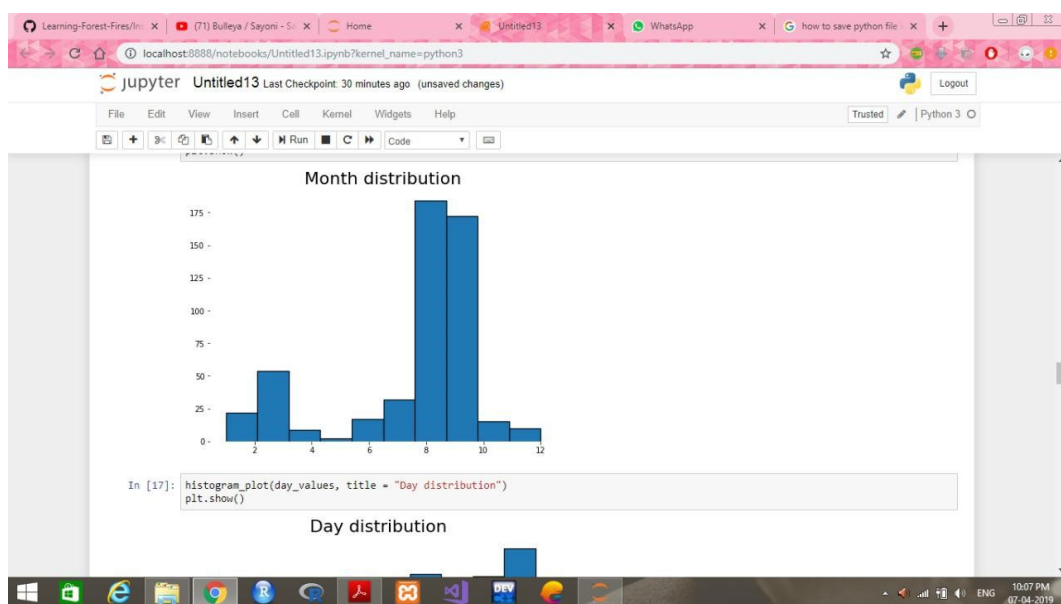 Learning-Forest-Fires/In
(71) Bulleya / Sayoni - S
Home
Untitled13
WhatsApp
how to save python file
localhost:8888/notebooks/Untitled13.ipynb?kernel_name=python3
jupyter Untitled13 Last Checkpoint: 30 minutes ago (unsaved changes)
Logout
File Edit View Insert Cell Kernel Widgets Help
Trusted Python 3
Run Code
Month distribution
175
150
125
100
75
50
25
0
2 4 6 8 10 12
In [17]: histogram_plot(day_values, title = "Day distribution")
plt.show()
Day distribution
DEV
ENG
10:07 PM
07-04-2019